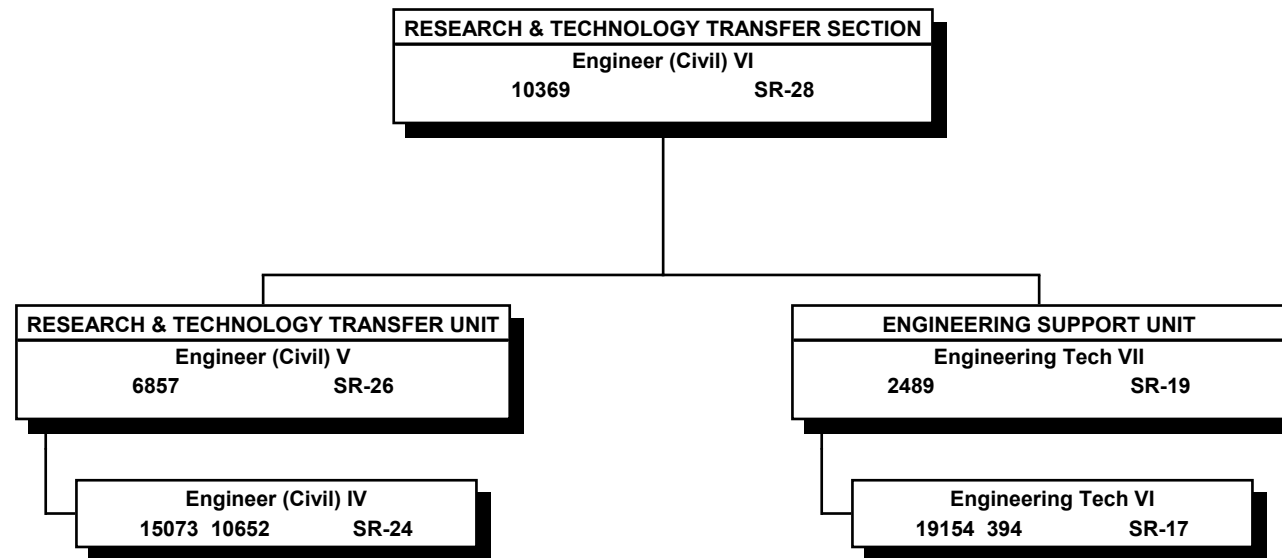 RESEARCH & TECHNOLOGY TRANSFER SECTION
Engineer (Civil) VI
10369 SR-28
RESEARCH & TECHNOLOGY TRANSFER UNIT
Engineer (Civil) V
6857 SR-26
Engineer (Civil) IV
15073 10652 SR-24
ENGINEERING SUPPORT UNIT
Engineering Tech VII
2489 SR-19
Engineering Tech VI
19154 394 SR-17